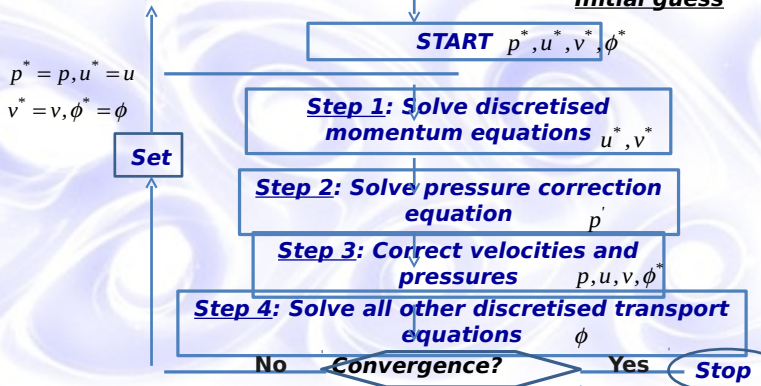 Initial guess
START p*, u*, v*, ϕ*
p* = p, u* = u
v* = v, ϕ* = ϕ
Set
Step 1: Solve discretised
momentum equations u*, v*
Step 2: Solve pressure correction
equation p'
Step 3: Correct velocities and
pressures p, u, v, ϕ*
Step 4: Solve all other discretised transport
equations ϕ
No Convergence? Yes Stop